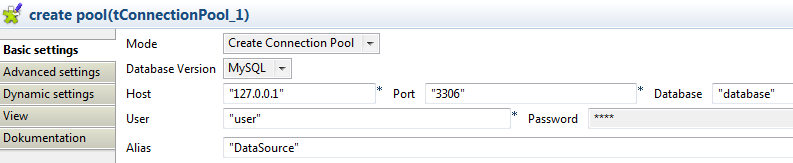 create pool(tConnectionPool_1)
Basic settings
Advanced settings
Dynamic settings
View
Dokumentation
Mode Create Connection Pool
Database Version MySQL
Host "127.0.0.1" * Port "3306" * Database "database"
User "user" * Password ****
Alias "DataSource"